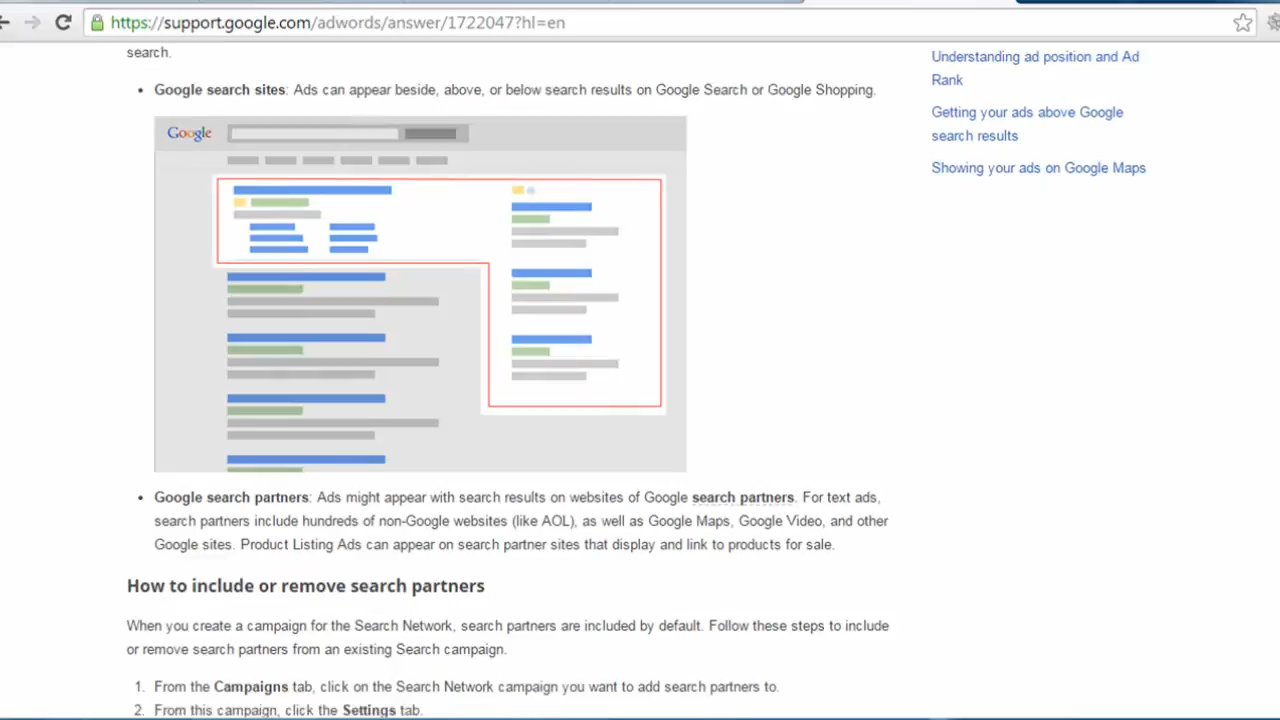 https://support.google.com/adwords/answer/1722047?hl=en
search.
• Google search sites: Ads can appear beside, above, or below search results on Google Search or Google Shopping.
Google
• Google search partners: Ads might appear with search results on websites of Google search partners. For text ads,
search partners include hundreds of non-Google websites (like AOL), as well as Google Maps, Google Video, and other
Google sites. Product Listing Ads can appear on search partner sites that display and link to products for sale.
How to include or remove search partners
When you create a campaign for the Search Network, search partners are included by default. Follow these steps to include
or remove search partners from an existing Search campaign.
1. From the Campaigns tab, click on the Search Network campaign you want to add search partners to.
2. From this campaign, click the Settings tab.
Understanding ad position and Ad
Rank
Getting your ads above Google
search results
Showing your ads on Google Maps